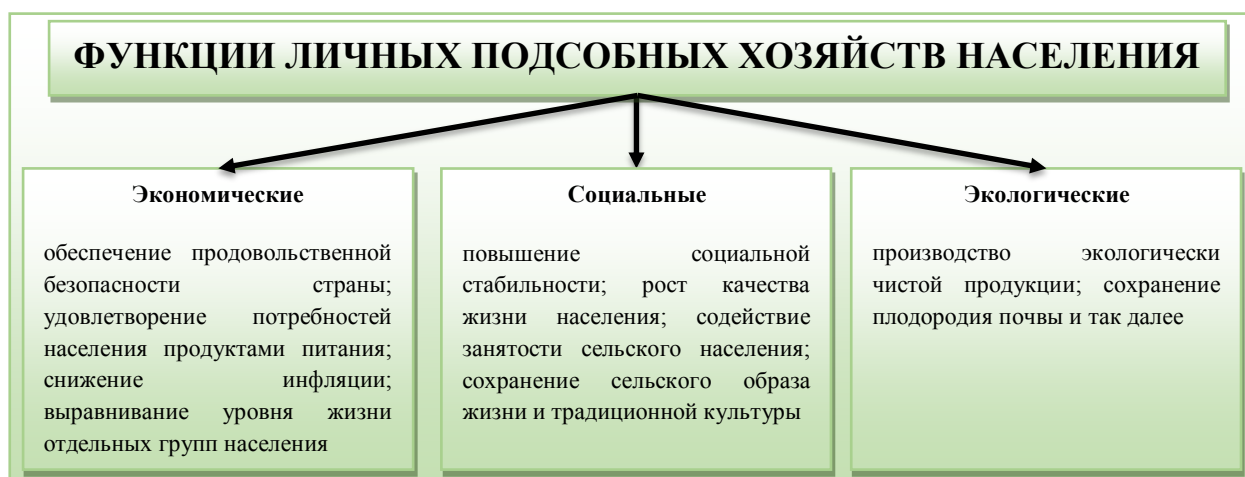 ФУНКЦИИ ЛИЧНЫХ ПОДСОБНЫХ ХОЗЯЙСТВ НАСЕЛЕНИЯ
Экономические
обеспечение продовольственной
безопасности страны;
удовлетворение потребностей
населения продуктами питания;
снижение инфляции;
выравнивание уровня жизни
отдельных групп населения
Социальные
повышение социальной
стабильности; рост качества
жизни населения; содействие
занятости сельского населения;
сохранение сельского образа
жизни и традиционной культуры
Экологические
производство экологически
чистой продукции; сохранение
плодородия почвы и так далее